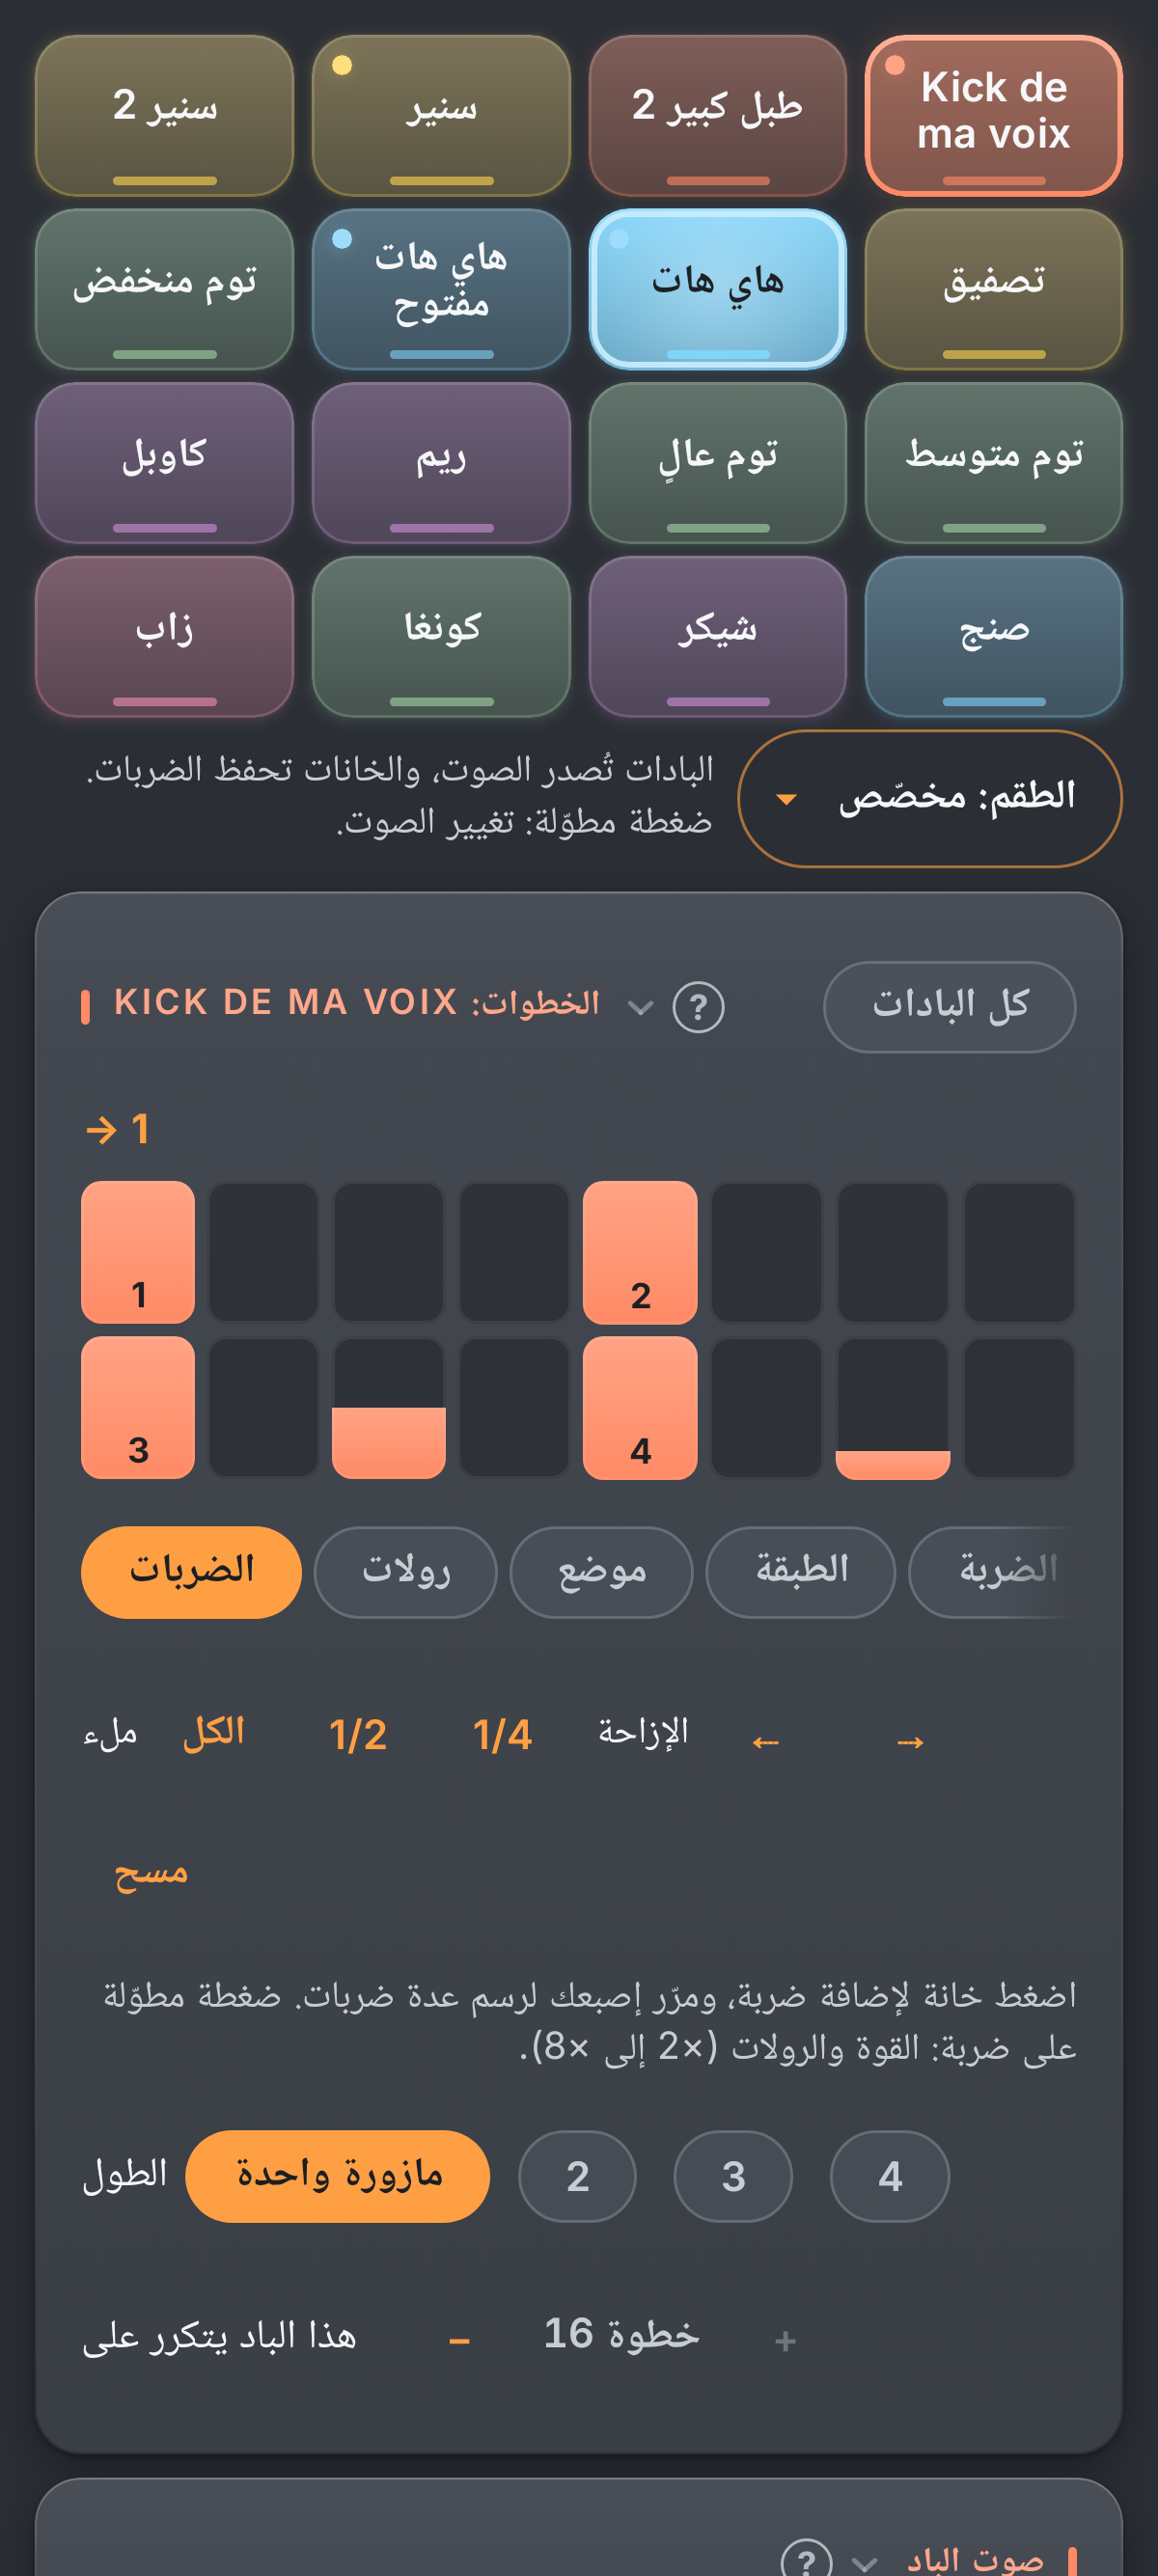 Kick de
ma voix
طبل كبير 2
سنير
سنير 2
تصفيق
هاي هات
هاي هات
مفتوح
توم منخفض
توم متوسط
توم عالٍ
ريم
كاوبل
صنج
شيكر
كونغا
زاب
الطقم: مخصّص
البادات تُصدر الصوت، والخانات تحفظ الضربات.
ضغطة مطوّلة: تغيير الصوت.
كل البادات
?
الخطوات: KICK DE MA VOIX
→ 1
1
2
3
4
الضربات
رولات
موضع
الطبقة
الضربة
ملء
الكل
1/2
1/4
الإزاحة
←
→
مسح
اضغط خانة لإضافة ضربة، ومرّر إصبعك لرسم عدة ضربات. ضغطة مطوّلة
على ضربة: القوة والرولات (×2 إلى ×8).
الطول
مازورة واحدة
2
3
4
هذا الباد يتكرر على
−
16 خطوة
+
صوت الباد
?